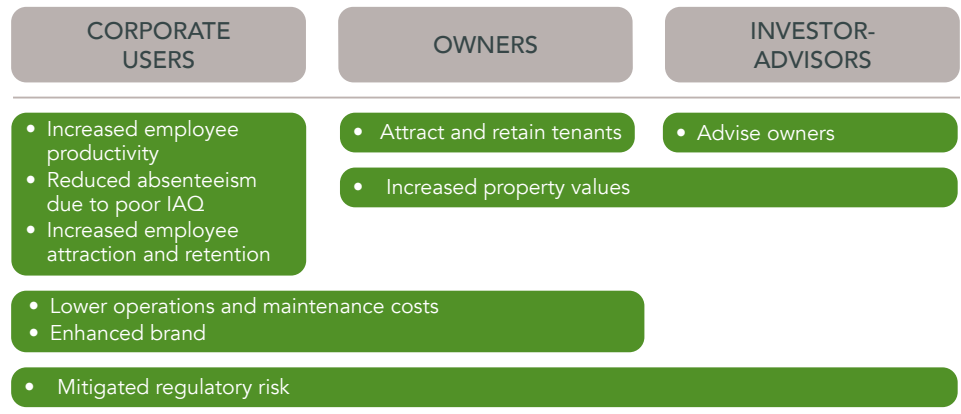 CORPORATE
USERS
OWNERS
INVESTOR-
ADVISORS
• Increased employee
productivity
• Reduced absenteeism
due to poor IAQ
• Increased employee
attraction and retention
• Attract and retain tenants
• Advise owners
• Increased property values
• Lower operations and maintenance costs
• Enhanced brand
• Mitigated regulatory risk